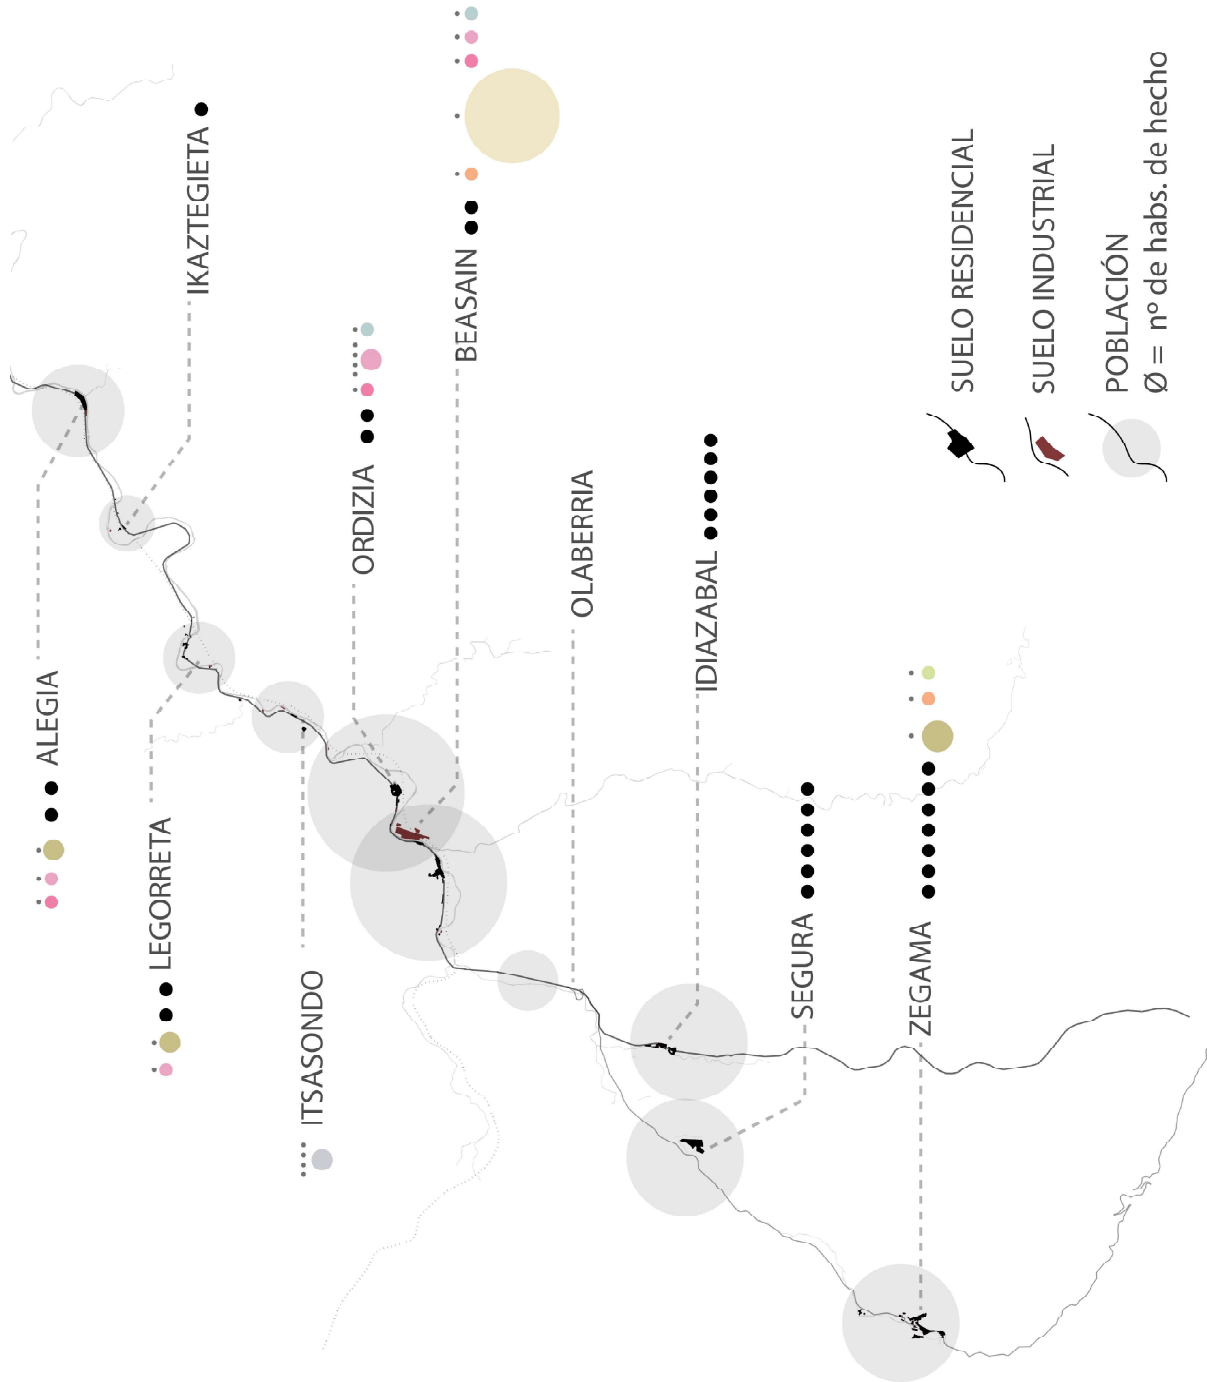 ALEGIA
IKAZTEGIETA
LEGORRETA
ITSASONDO
ORDIZIA
BEASAIN
OLABERRIA
IDIAZABAL
SEGURA
ZEGAMA
SUELO RESIDENCIAL
SUELO INDUSTRIAL
POBLACIÓN
Ø = nº de habs. de hecho